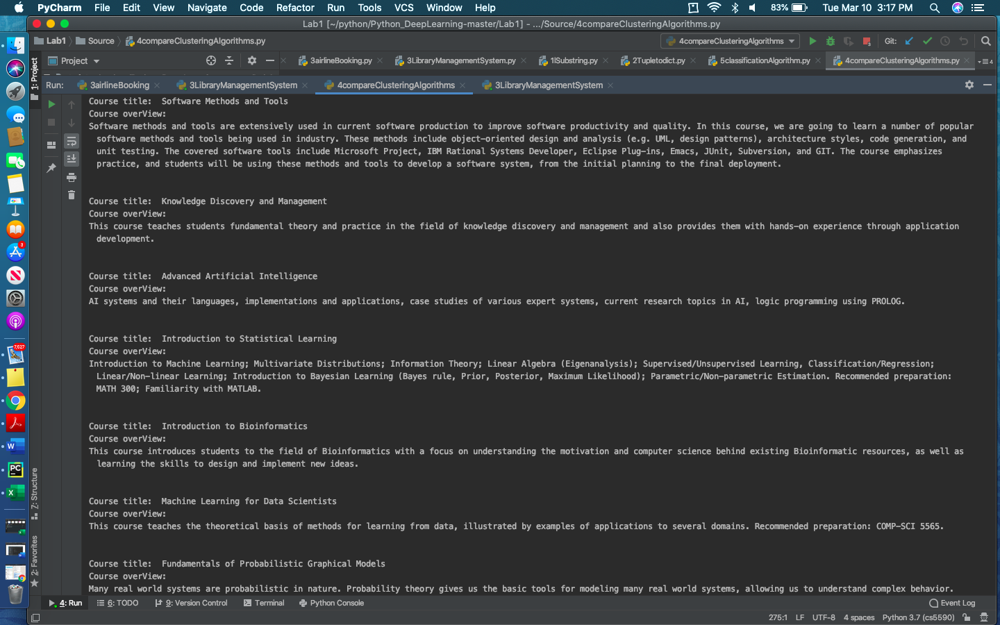 PyCharm File Edit View Navigate Code Refactor Run Tools VCS Window Help 83% Tue Mar 10 3:17 PM
Lab1 [~/python/Python_DeepLearning-master/Lab1] - .../Source/4compareClusteringAlgorithms.py
Lab1 Source 4compareClusteringAlgorithms.py 4compareClusteringAlgorithms Git:
1: Project
Project 3airlineBooking.py 3LibraryManagementSystem.py 1lSubstring.py 2Tupletodict.py 5classificationAlgorithm.py 4compareClusteringAlgorithms.py 4
Run: 3airlineBooking 3LibraryManagementSystem 4compareClusteringAlgorithms 3LibraryManagementSystem
Course title:  Software Methods and Tools
Course overView:
Software methods and tools are extensively used in current software production to improve software productivity and quality. In this course, we are going to learn a number of popular
software methods and tools being used in industry. These methods include object-oriented design and analysis (e.g. UML, design patterns), architecture styles, code generation, and
unit testing. The covered software tools include Microsoft Project, IBM Rational Systems Developer, Eclipse Plug-ins, Emacs, JUnit, Subversion, and GIT. The course emphasizes
practice, and students will be using these methods and tools to develop a software system, from the initial planning to the final deployment.
Course title:  Knowledge Discovery and Management
Course overView:
This course teaches students fundamental theory and practice in the field of knowledge discovery and management and also provides them with hands-on experience through application
development.
Course title:  Advanced Artificial Intelligence
Course overView:
AI systems and their languages, implementations and applications, case studies of various expert systems, current research topics in AI, logic programming using PROLOG.
Course title:  Introduction to Statistical Learning
Course overView:
Introduction to Machine Learning; Multivariate Distributions; Information Theory; Linear Algebra (Eigenanalysis); Supervised/Unsupervised Learning, Classification/Regression;
Linear/Non-linear Learning; Introduction to Bayesian Learning (Bayes rule, Prior, Posterior, Maximum Likelihood); Parametric/Non-parametric Estimation. Recommended preparation:
MATH 300; Familiarity with MATLAB.
Course title:  Introduction to Bioinformatics
Course overView:
This course introduces students to the field of Bioinformatics with a focus on understanding the motivation and computer science behind existing Bioinformatic resources, as well as
learning the skills to design and implement new ideas.
Course title:  Machine Learning for Data Scientists
Course overView:
This course teaches the theoretical basis of methods for learning from data, illustrated by examples of applications to several domains. Recommended preparation: COMP-SCI 5565.
Course title:  Fundamentals of Probabilistic Graphical Models
Course overView:
Many real world systems are probabilistic in nature. Probability theory gives us the basic tools for modeling many real world systems, allowing us to understand complex behavior.
3
7,527
W
PC
X
7: Structure
2: Favorites
4: Run 6: TODO 9: Version Control Terminal Python Console Event Log
275:1 LF UTF-8 4 spaces Python 3.7 (cs5590)